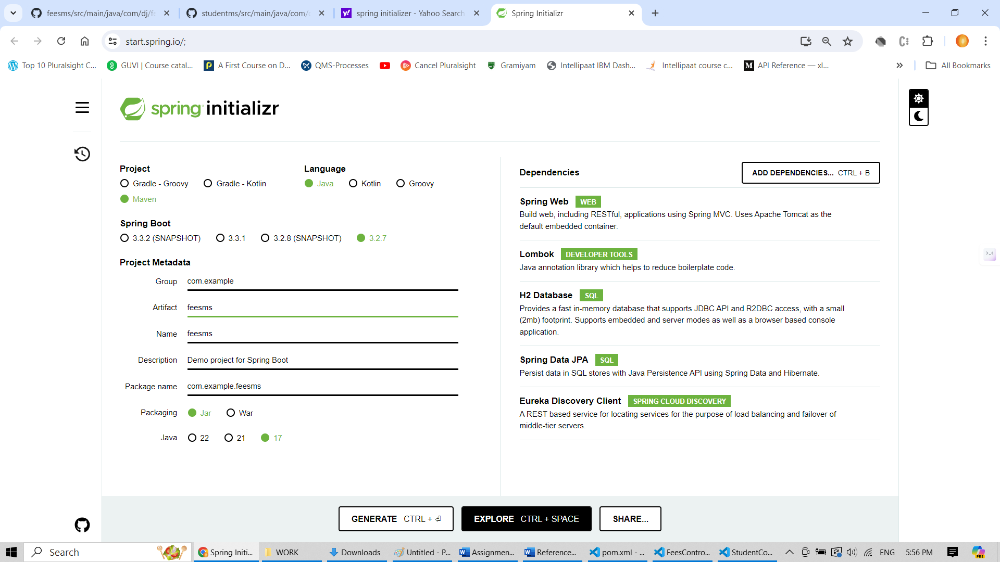 feesms/src/main/java/com/dj/fe
studentms/src/main/java/com/
spring initializer - Yahoo Search
Spring Initializr
start.spring.io/;
Top 10 Pluralsight C...
GUVI | Course catal...
A First Course on D...
QMS-Processes
Cancel Pluralsight
Gramiyam
Intellipaat IBM Dash...
Intellipaat course c...
API Reference — xl...
All Bookmarks
spring initializr
Project
Gradle - Groovy
Gradle - Kotlin
Maven
Language
Java
Kotlin
Groovy
Spring Boot
3.3.2 (SNAPSHOT)
3.3.1
3.2.8 (SNAPSHOT)
3.2.7
Project Metadata
Group com.example
Artifact feesms
Name feesms
Description Demo project for Spring Boot
Package name com.example.feesms
Packaging Jar War
Java 22 21 17
Dependencies
ADD DEPENDENCIES... CTRL + B
Spring Web WEB
Build web, including RESTful, applications using Spring MVC. Uses Apache Tomcat as the
default embedded container.
Lombok DEVELOPER TOOLS
Java annotation library which helps to reduce boilerplate code.
H2 Database SQL
Provides a fast in-memory database that supports JDBC API and R2DBC access, with a small
(2mb) footprint. Supports embedded and server modes as well as a browser based console
application.
Spring Data JPA SQL
Persist data in SQL stores with Java Persistence API using Spring Data and Hibernate.
Eureka Discovery Client SPRING CLOUD DISCOVERY
A REST based service for locating services for the purpose of load balancing and failover of
middle-tier servers.
GENERATE CTRL + ⏎
EXPLORE CTRL + SPACE
SHARE...
Search
Spring Initi...
WORK
Downloads
Untitled - P...
Assignmen...
Reference...
pom.xml - ...
FeesContro...
StudentCo...
ENG
5:56 PM
PRE